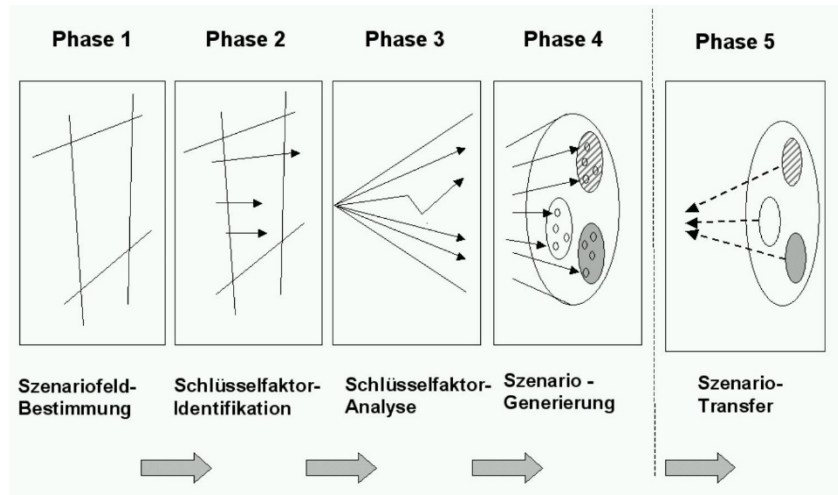 Phase 1
Phase 2
Phase 3
Phase 4
Phase 5
Szenariofeld-
Bestimmung
Schlüsselfaktor-
Identifikation
Schlüsselfaktor-
Analyse
Szenario -
Generierung
Szenario-
Transfer